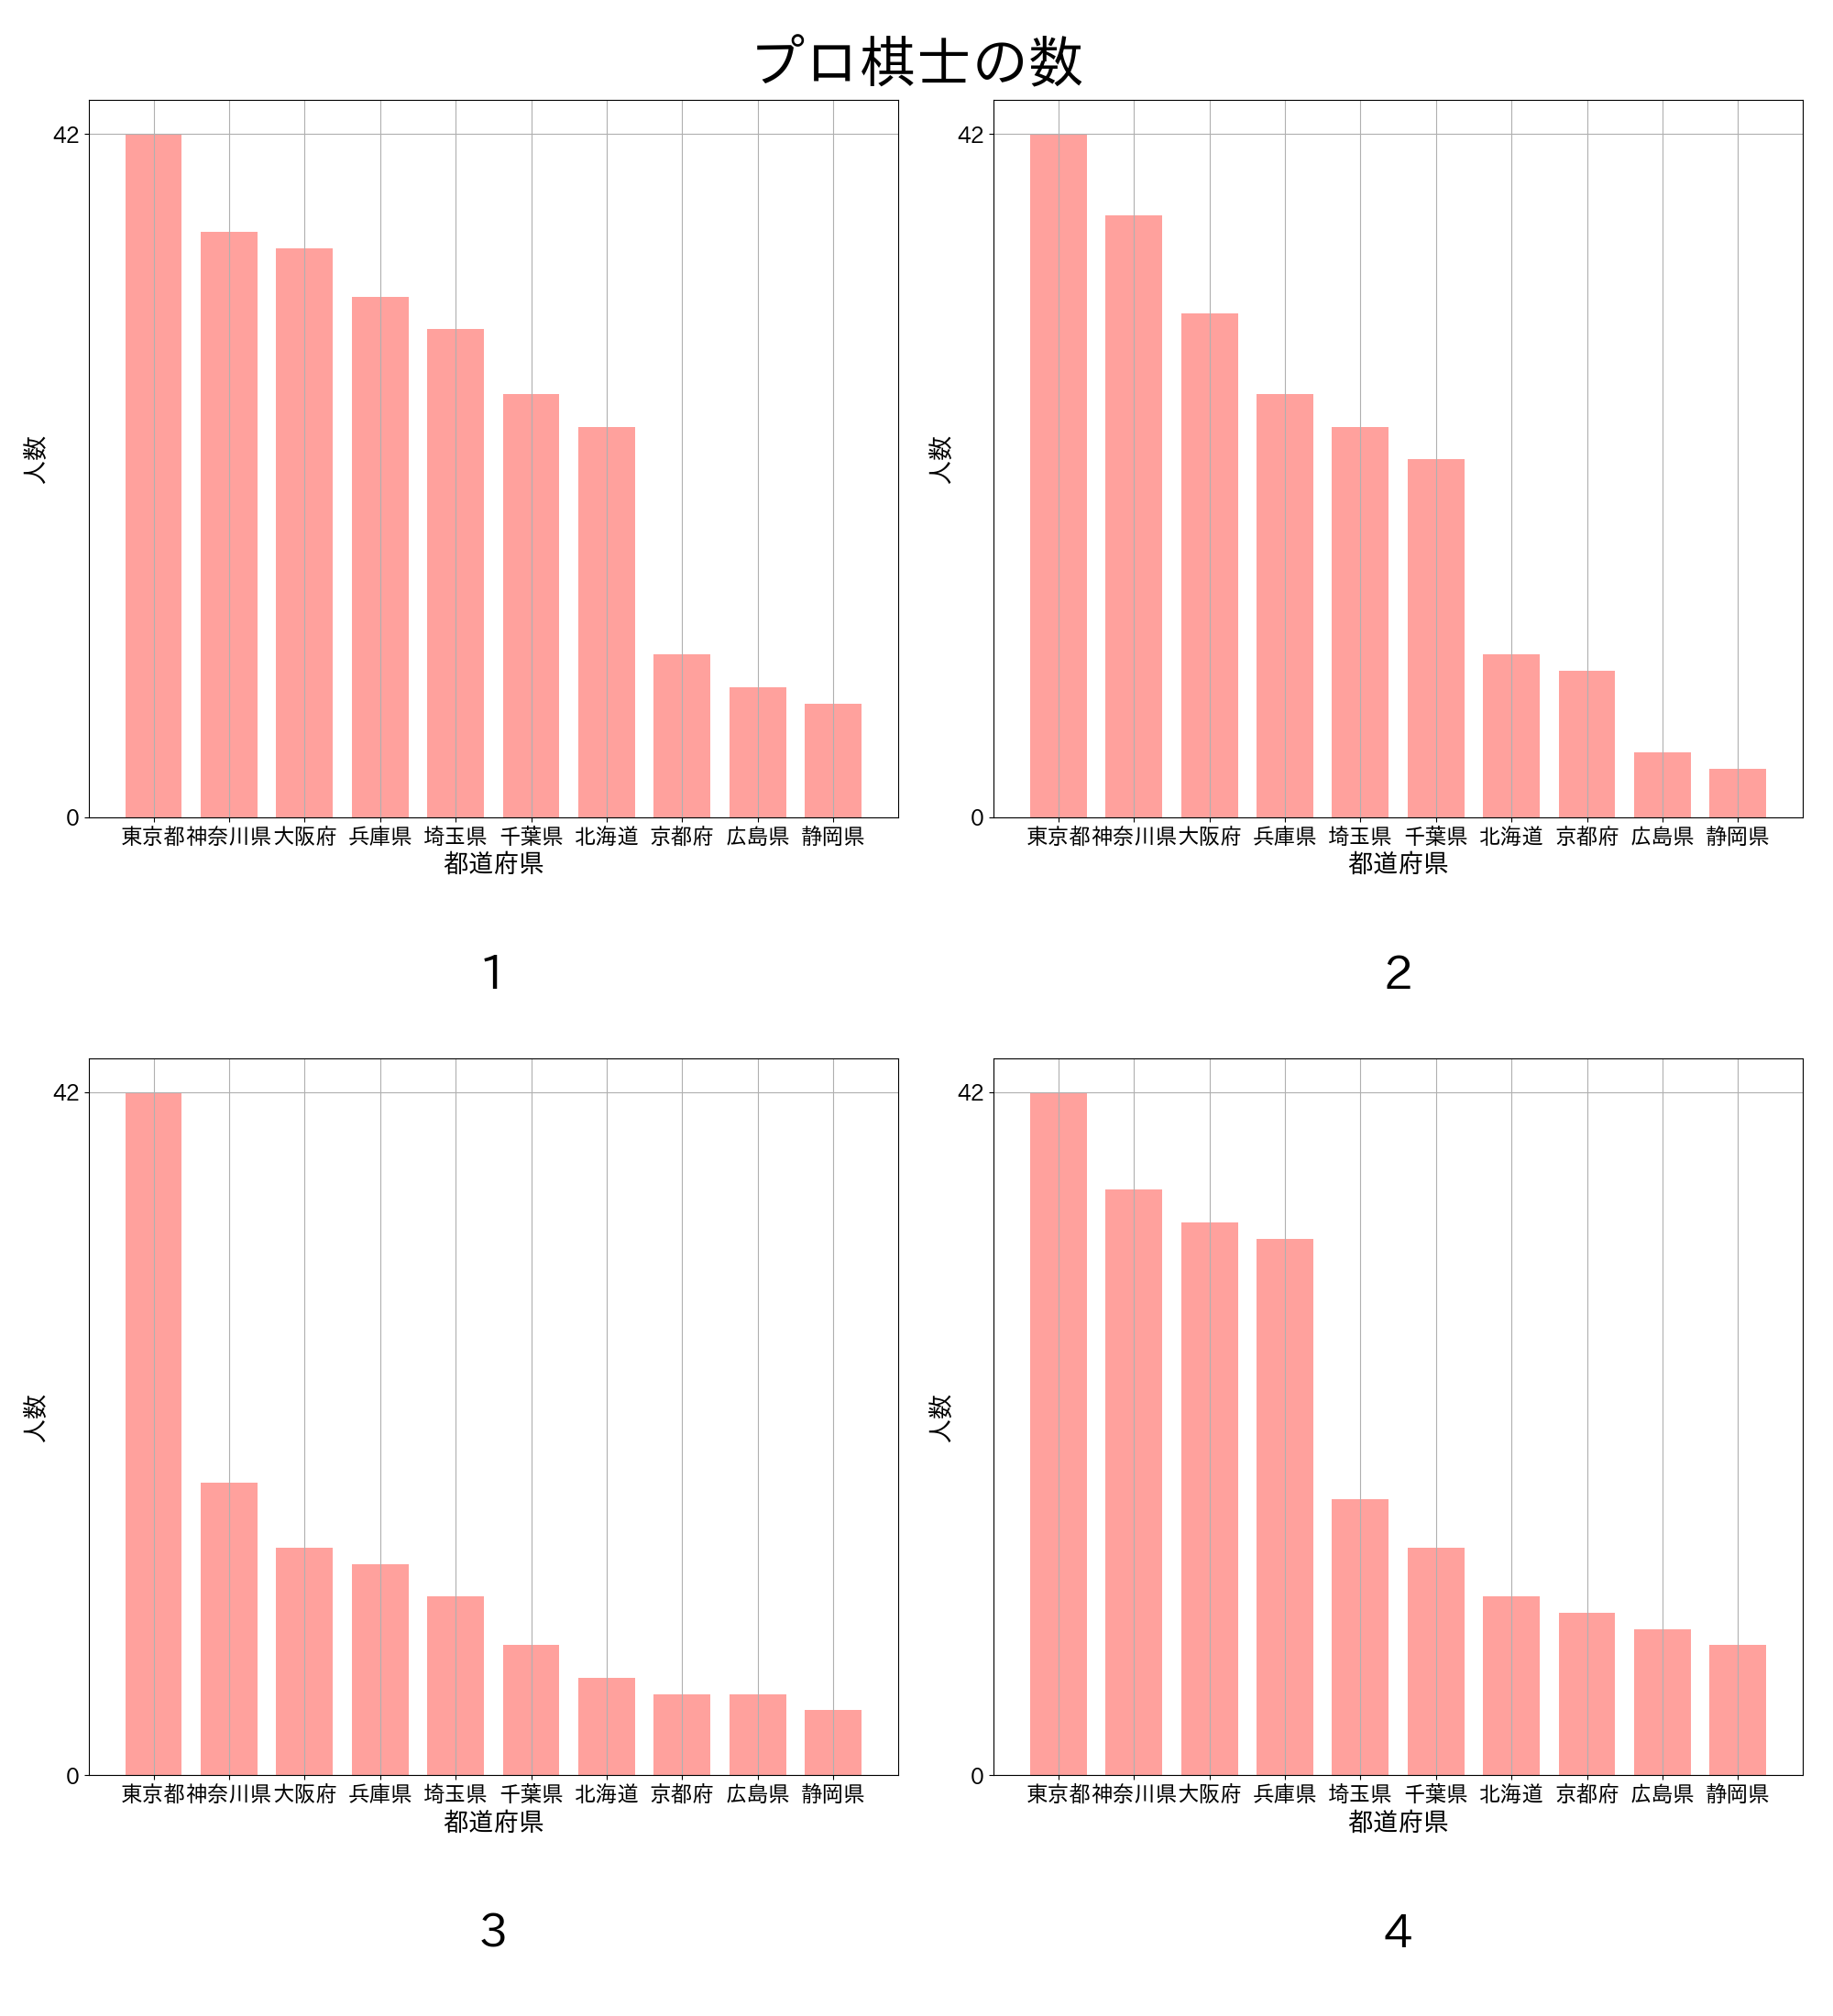 プロ棋士の数
42
0
人数
東京都 神奈川県 大阪府 兵庫県 埼玉県 千葉県 北海道 京都府 広島県 静岡県
都道府県
1
42
0
人数
東京都 神奈川県 大阪府 兵庫県 埼玉県 千葉県 北海道 京都府 広島県 静岡県
都道府県
2
42
0
人数
東京都 神奈川県 大阪府 兵庫県 埼玉県 千葉県 北海道 京都府 広島県 静岡県
都道府県
3
42
0
人数
東京都 神奈川県 大阪府 兵庫県 埼玉県 千葉県 北海道 京都府 広島県 静岡県
都道府県
4